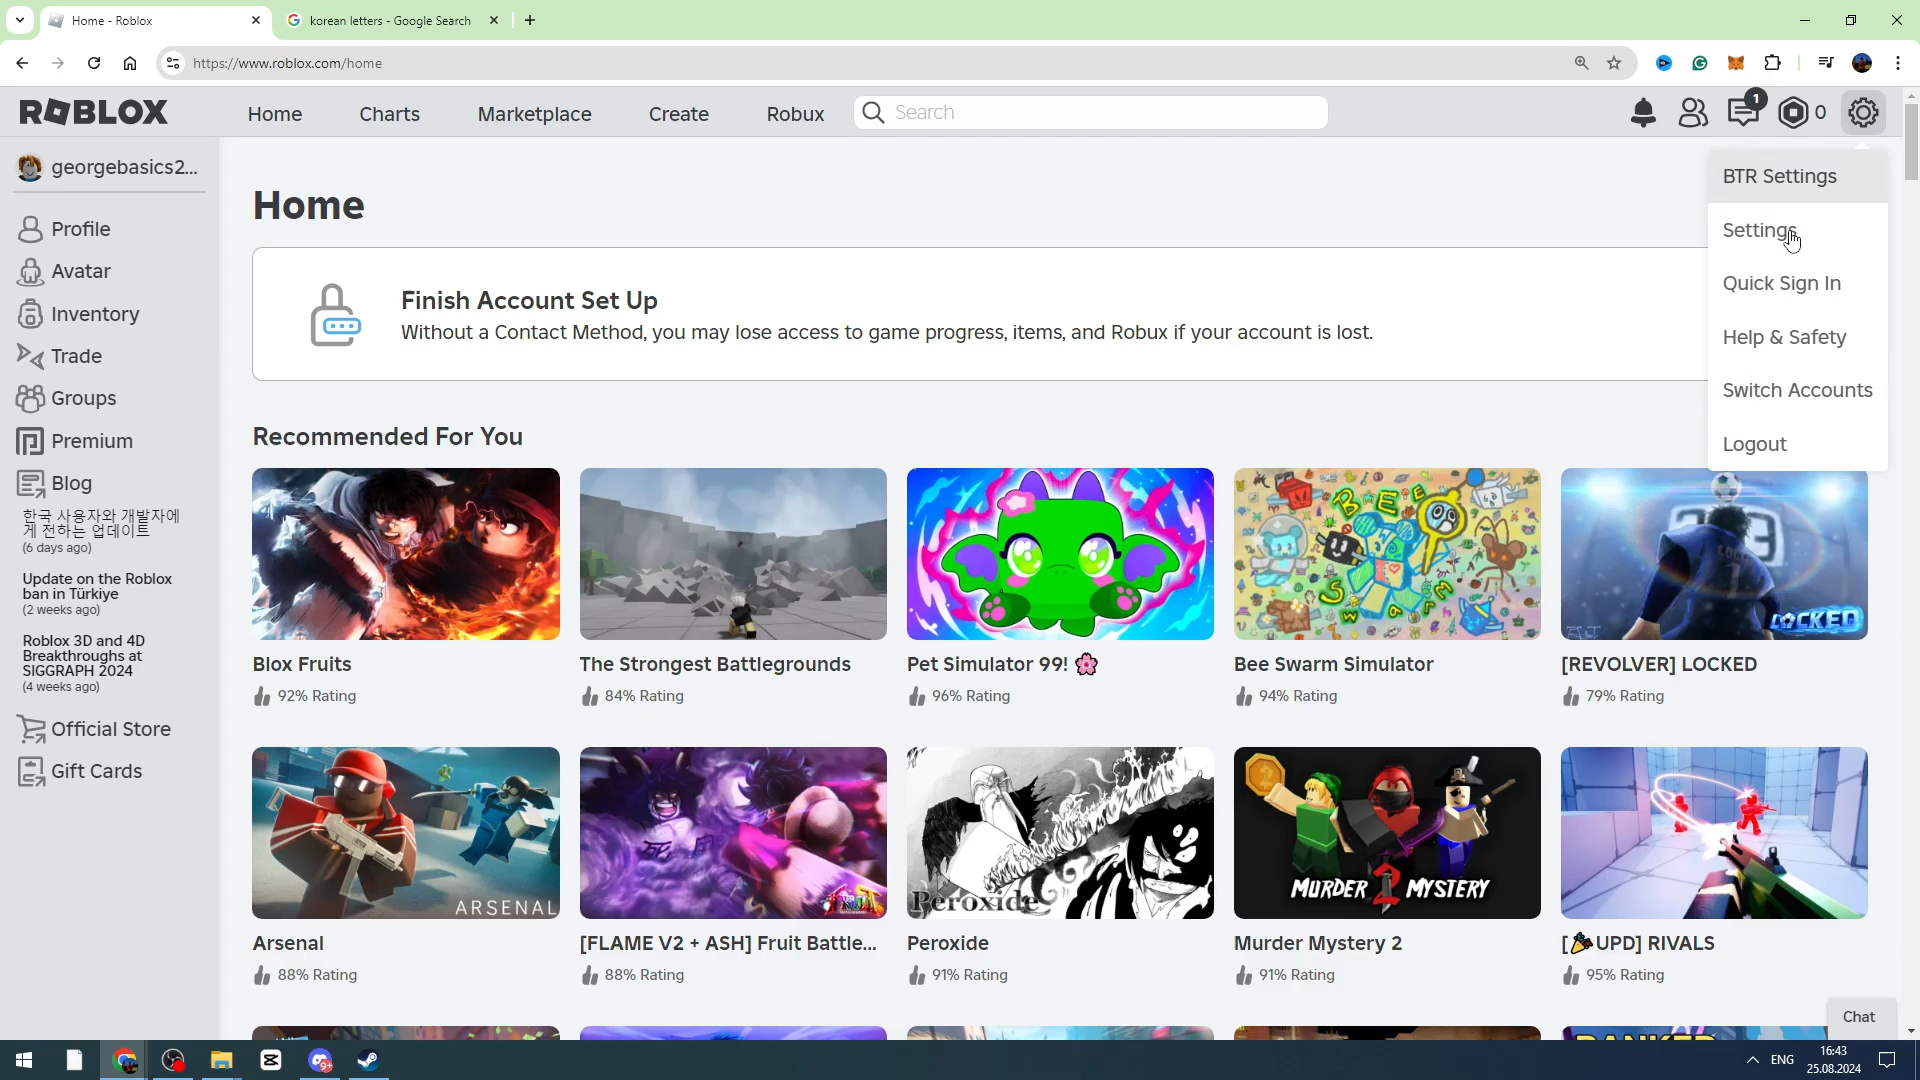 Home - Roblox
korean letters - Google Search
https://www.roblox.com/home
ROBLOX
Home
Charts
Marketplace
Create
Robux
Search
1
0
georgebasics2...
Profile
Avatar
Inventory
Trade
Groups
Premium
Blog
한국 사용자와 개발자에
게 전하는 업데이트
(6 days ago)
Update on the Roblox
ban in Türkiye
(2 weeks ago)
Roblox 3D and 4D
Breakthroughs at
SIGGRAPH 2024
(4 weeks ago)
Official Store
Gift Cards
BTR Settings
Settings
Quick Sign In
Help & Safety
Switch Accounts
Logout
Home
Finish Account Set Up
Without a Contact Method, you may lose access to game progress, items, and Robux if your account is lost.
Recommended For You
BEE
Swarm
LOCKED
Blox Fruits
92% Rating
The Strongest Battlegrounds
84% Rating
Pet Simulator 99! 🌸
96% Rating
Bee Swarm Simulator
94% Rating
[REVOLVER] LOCKED
79% Rating
ARSENAL
Peroxide
MURDER 2 MYSTERY
Arsenal
88% Rating
[FLAME V2 + ASH] Fruit Battle...
88% Rating
Peroxide
91% Rating
Murder Mystery 2
91% Rating
[🎉UPD] RIVALS
95% Rating
RANKED
Chat
9+
ENG
16:43
25.08.2024